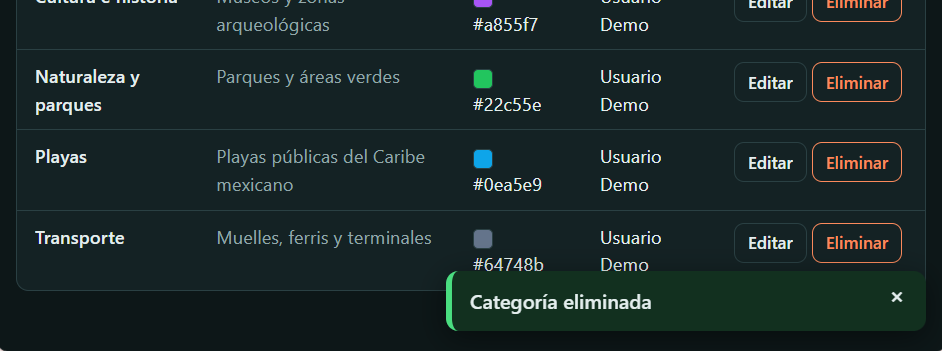 Cultura e historia Museos y zonas Usuario Editar Eliminar
arqueológicas #a855f7 Demo
Naturaleza y Parques y áreas verdes Usuario Editar Eliminar
parques #22c55e Demo
Playas Playas públicas del Caribe Usuario Editar Eliminar
mexicano #0ea5e9 Demo
Transporte Muelles, ferris y terminales Usuario Editar Eliminar
#64748b Demo
Categoría eliminada ×